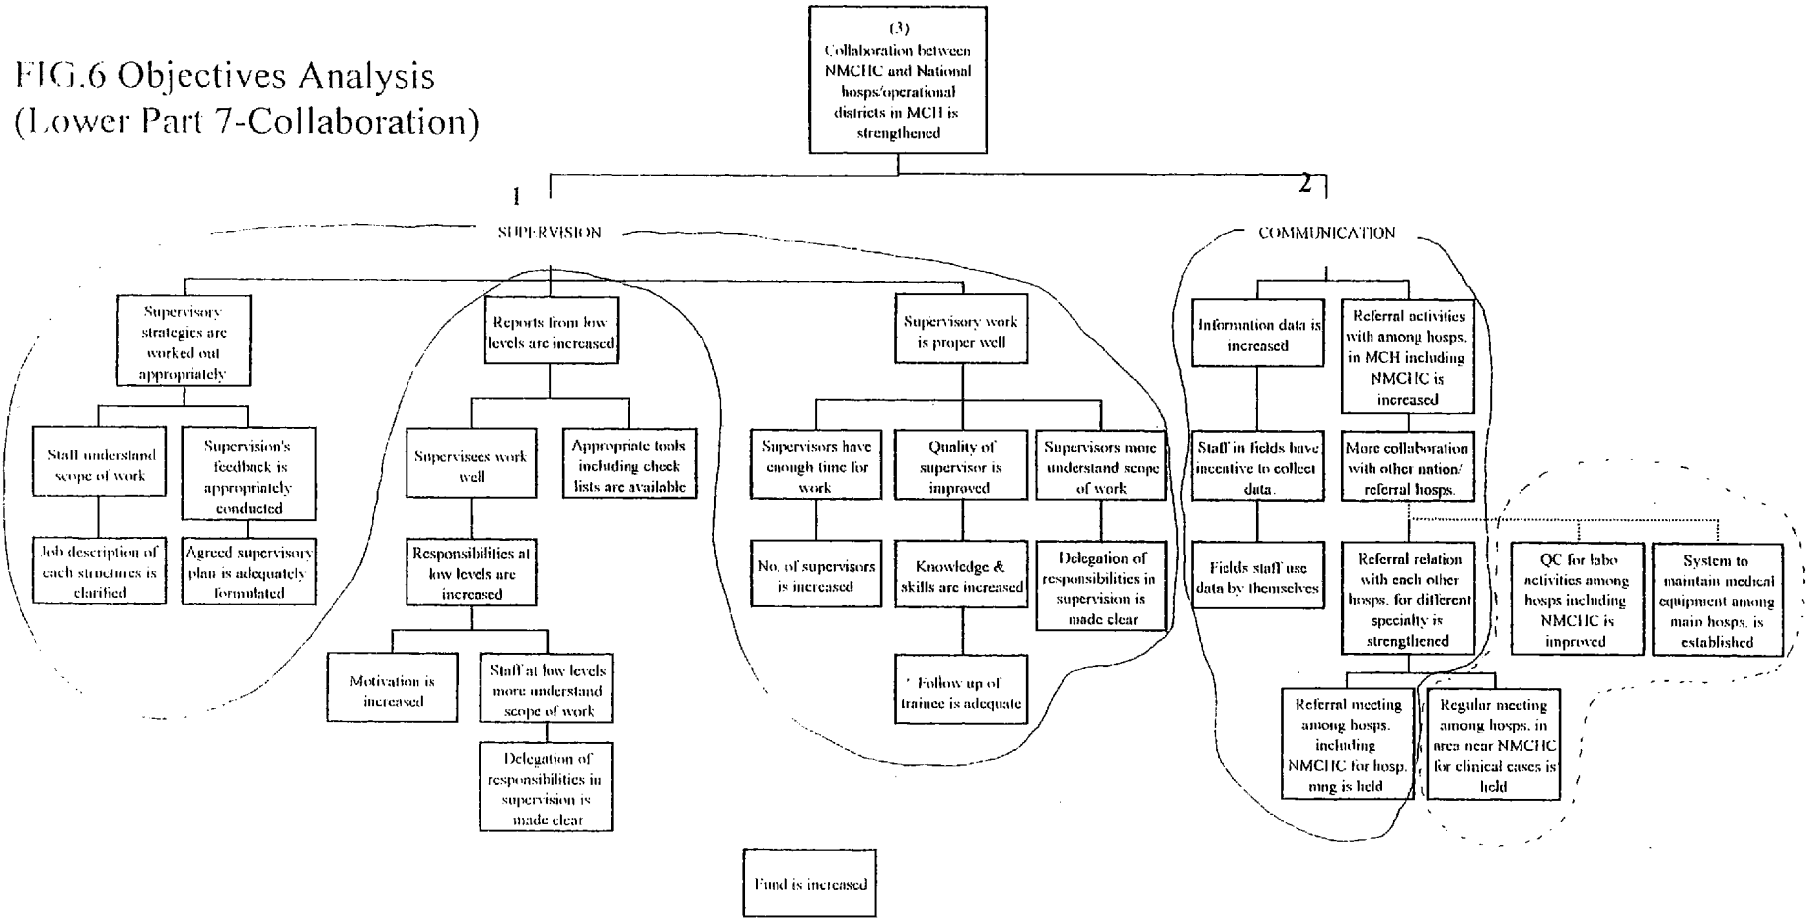 FIG.6 Objectives Analysis
(Lower Part 7-Collaboration)
(3)
Collaboration between
NMCHC and National
hosps/operational
districts in MCH is
strengthened
1
2
SUPERVISION
COMMUNICATION
Supervisory
strategies are
worked out
appropriately
Reports from low
levels are increased
Supervisory work
is proper well
Information data is
increased
Referral activities
with among hosps.
in MCH including
NMCHC is
increased
Staff understand
scope of work
Supervision's
feedback is
appropriately
conducted
Supervisees work
well
Appropriate tools
including check
lists are available
Supervisors have
enough time for
work
Quality of
supervisor is
improved
Supervisors more
understand scope
of work
Staff in fields have
incentive to collect
data.
More collaboration
with other nation/
referral hosps.
Job description of
each structures is
clarified
Agreed supervisory
plan is adequately
formulated
Responsibilities at
low levels are
increased
No. of supervisors
is increased
Knowledge &
skills are increased
Delegation of
responsibilities in
supervision is
made clear
Fields staff use
data by themselves
Referral relation
with each other
hosps. for different
specialty is
strengthened
QC for labo
activities among
hosps including
NMCHC is
improved
System to
maintain medical
equipment among
main hosps. is
established
Motivation is
increased
Staff at low levels
more understand
scope of work
Follow up of
trainee is adequate
Referral meeting
among hosps.
including
NMCHC for hosp.
mng is held
Regular meeting
among hosps. in
area near NMCHC
for clinical cases is
held
Delegation of
responsibilities in
supervision is
made clear
Fund is increased